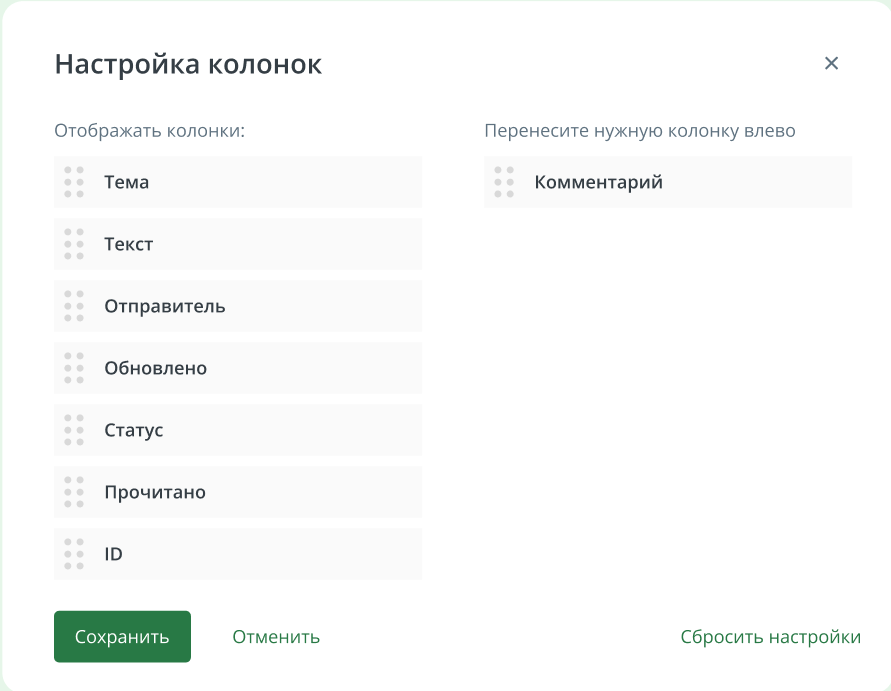 Настройка колонок
Отображать колонки:
Тема
Текст
Отправитель
Обновлено
Статус
Прочитано
ID
Перенесите нужную колонку влево
Комментарий
Сохранить
Отменить
Сбросить настройки